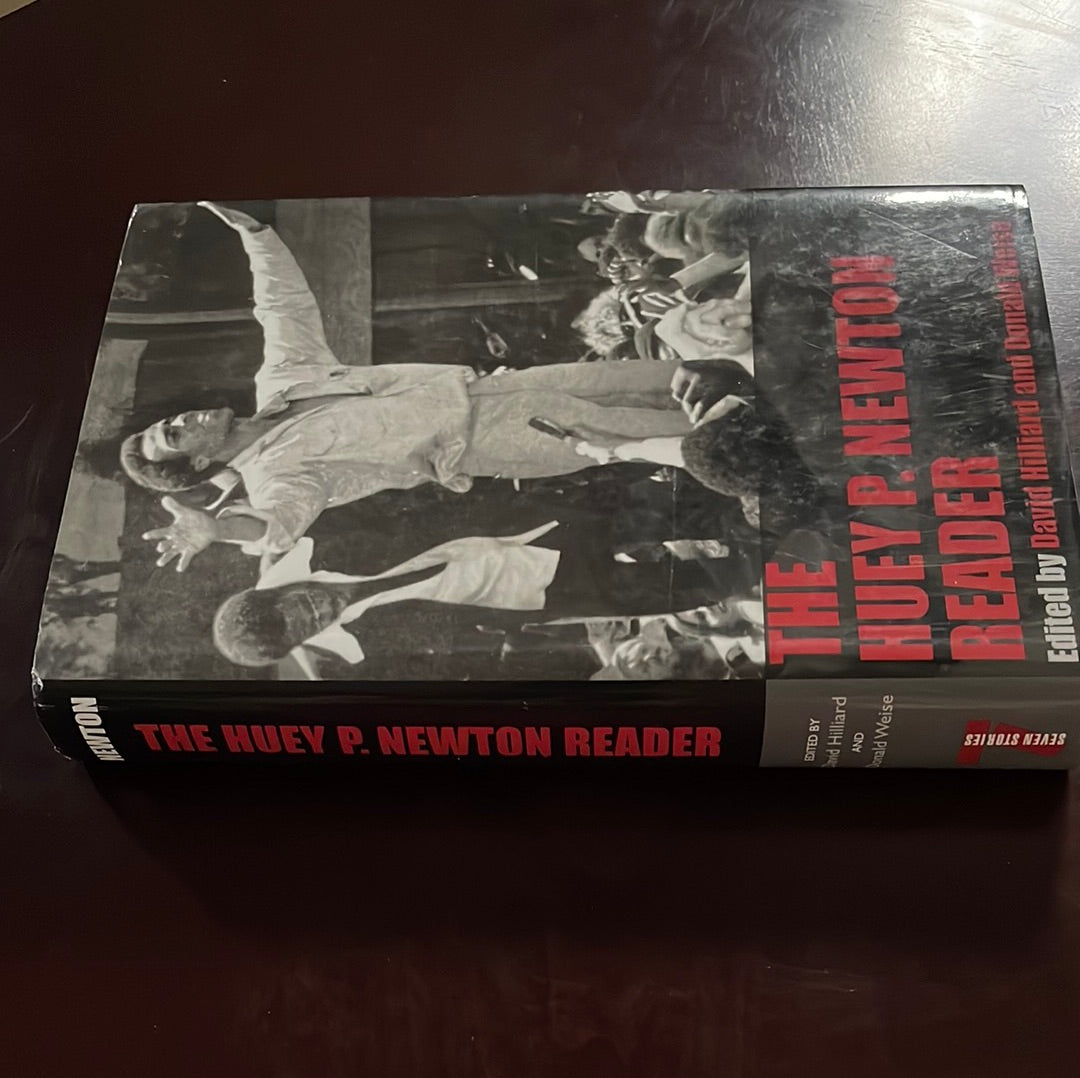 THE
HUEY P. NEWTON
READER
Edited by David Hilliard and Donald Weise
NEWTON
THE HUEY P. NEWTON READER
EDITED BY
David Hilliard
AND
Donald Weise
SEVEN STORIES